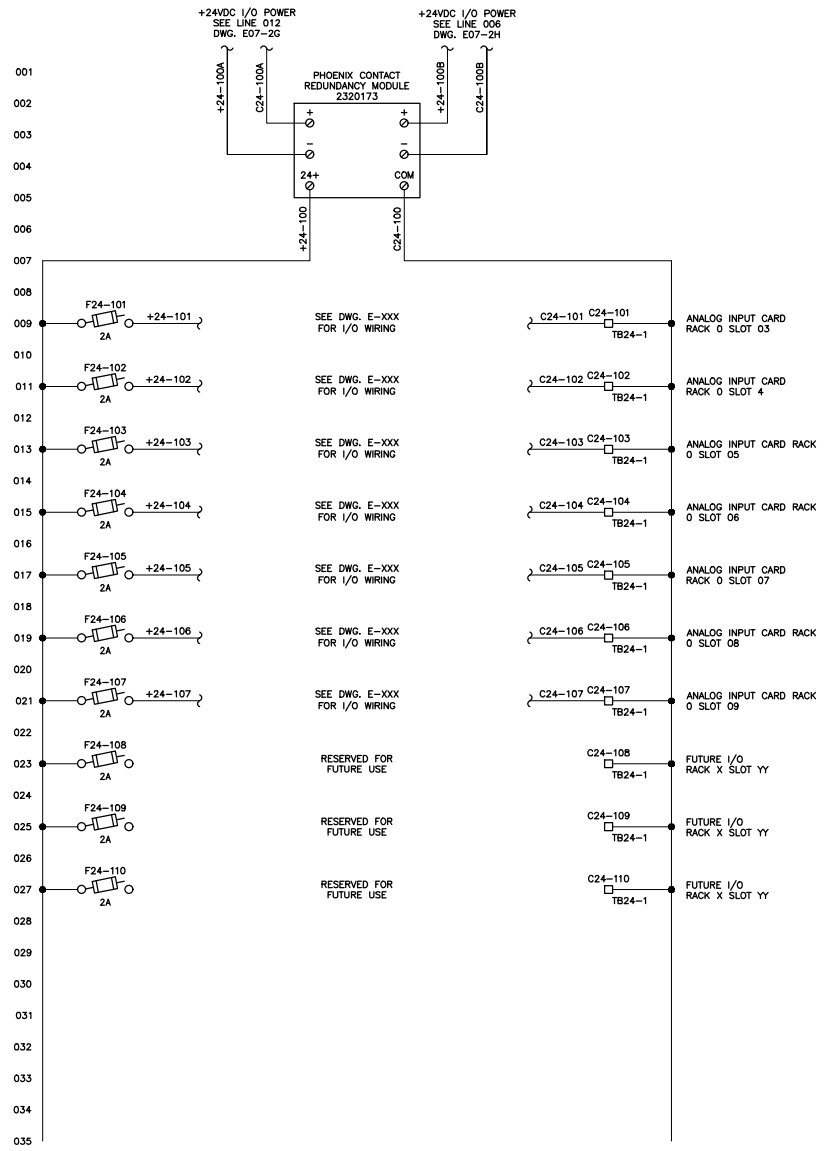 +24VDC I/O POWER
SEE LINE 012
DWG. E07-2G
+24VDC I/O POWER
SEE LINE 006
DWG. E07-2H
+24-100A
C24-100A
+24-100B
C24-100B
001
PHOENIX CONTACT
REDUNDANCY MODULE
2320173
002
+ +
003
- -
004
24+ COM
005
+24-100
C24-100
006
007
008
F24-101
009 +24-101 SEE DWG. E-XXX C24-101 C24-101 ANALOG INPUT CARD
2A FOR I/O WIRING TB24-1 RACK 0 SLOT 03
010
F24-102
011 +24-102 SEE DWG. E-XXX C24-102 C24-102 ANALOG INPUT CARD
2A FOR I/O WIRING TB24-1 RACK 0 SLOT 4
012
F24-103
013 +24-103 SEE DWG. E-XXX C24-103 C24-103 ANALOG INPUT CARD RACK
2A FOR I/O WIRING TB24-1 0 SLOT 05
014
F24-104
015 +24-104 SEE DWG. E-XXX C24-104 C24-104 ANALOG INPUT CARD RACK
2A FOR I/O WIRING TB24-1 0 SLOT 06
016
F24-105
017 +24-105 SEE DWG. E-XXX C24-105 C24-105 ANALOG INPUT CARD
2A FOR I/O WIRING TB24-1 RACK 0 SLOT 07
018
F24-106
019 +24-106 SEE DWG. E-XXX C24-106 C24-106 ANALOG INPUT CARD RACK
2A FOR I/O WIRING TB24-1 0 SLOT 08
020
F24-107
021 +24-107 SEE DWG. E-XXX C24-107 C24-107 ANALOG INPUT CARD RACK
2A FOR I/O WIRING TB24-1 0 SLOT 09
022
F24-108
023 RESERVED FOR C24-108 FUTURE I/O
2A FUTURE USE TB24-1 RACK X SLOT YY
024
F24-109
025 RESERVED FOR C24-109 FUTURE I/O
2A FUTURE USE TB24-1 RACK X SLOT YY
026
F24-110
027 RESERVED FOR C24-110 FUTURE I/O
2A FUTURE USE TB24-1 RACK X SLOT YY
028
029
030
031
032
033
034
035